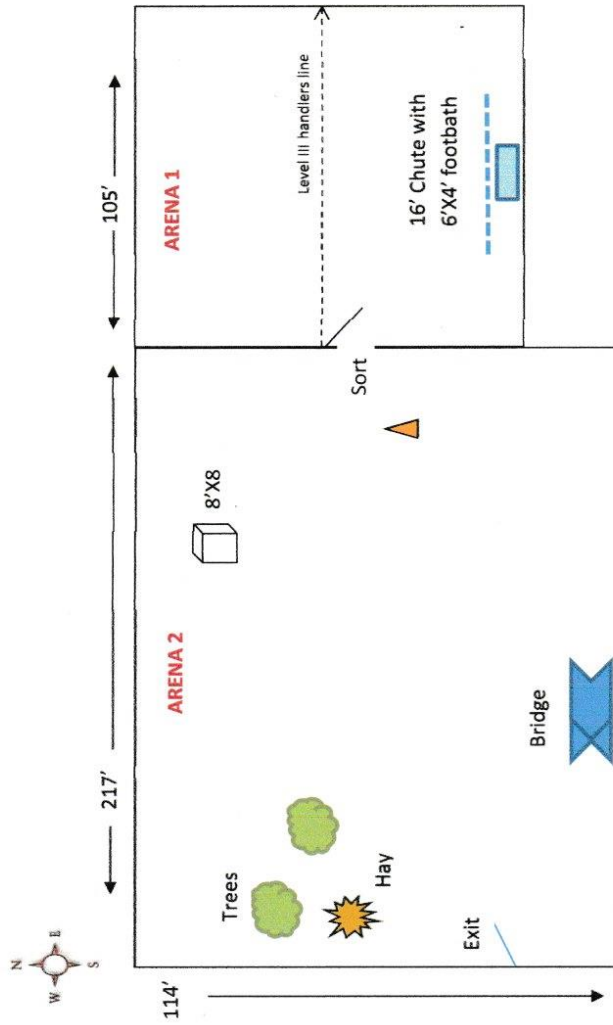 N
W E
S
217'
105'
114'
ARENA 2
ARENA 1
Trees
8'X8
Level III handlers line
Hay
Sort
16' Chute with
6'X4' footbath
Exit
Bridge